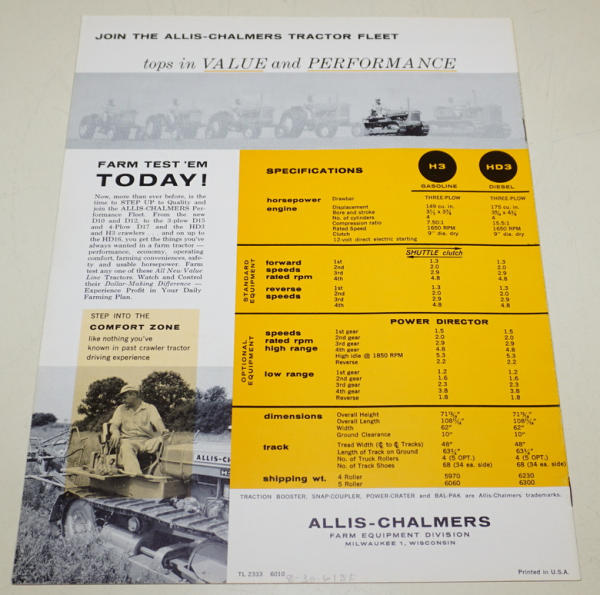 JOIN THE ALLIS-CHALMERS TRACTOR FLEET
tops in VALUE and PERFORMANCE
FARM TEST 'EM
TODAY!
Now, more than ever before, is the
time to STEP UP to Quality and
join the ALLIS-CHALMERS Per-
formance Fleet. From the new
D10 and D12, to the 3-plow D15
and 4-Plow D17 and the HD3
and H3 crawlers . . . and on up to
the HD16, you get the things you've
always wanted in a farm tractor —
performance, economy, operating
comfort, farming conveniences, safe-
ty and usable horsepower. Farm
test any one of these All New Value
Line Tractors. Watch and Control
their Dollar-Making Difference —
Experience Profit in Your Daily
Farming Plan.
STEP INTO THE
COMFORT ZONE
like nothing you've
known in past crawler tractor
driving experience
ALLIS-CH
SPECIFICATIONS
H3 HD3
GASOLINE DIESEL
horsepower Drawbar THREE-PLOW THREE-PLOW
engine Displacement 149 cu. in. 175 cu. in.
Bore and stroke
No. of cylinders 4 4
Compression ratio 7.50:1 15.5:1
Rated Speed 1650 RPM 1650 RPM
Clutch 9" dia. dry 9" dia. dry
12-volt direct electric starting
STANDARD EQUIPMENT
SHUTTLE clutch
forward 1st 1.3 1.3
speeds 2nd 2.0 2.0
rated rpm 3rd 2.9 2.9
4th 4.8 4.8
reverse 1st 1.3 1.3
speeds 2nd 2.0 2.0
3rd 2.9 2.9
4th 4.8 4.8
OPTIONAL EQUIPMENT
POWER DIRECTOR
speeds 1st gear 1.5 1.5
rated rpm 2nd gear 2.0 2.0
high range 3rd gear 2.9 2.9
4th gear 4.8 4.8
High idle @ 1850 RPM 5.3 5.3
Reverse 2.2 2.2
low range 1st gear 1.2 1.2
2nd gear 1.6 1.6
3rd gear 2.3 2.3
4th gear 3.8 3.8
Reverse 1.8 1.8
dimensions Overall Height
Overall Length
Width 62" 62"
Ground Clearance 10" 10"
track Tread Width Tracks) 48" 48"
Length of Track on Ground
No. of Truck Rollers 4 (5 OPT.) 4 (5 OPT.)
No. of Track Shoes 68 (34 ea. side) 68 (34 ea. side)
shipping wt. 4 Roller 5970 6230
5 Roller 6060 6300
TRACTION BOOSTER, SNAP-COUPLER, POWER-CRATER and BAL-PAK are Allis-Chalmers trademarks.
ALLIS-CHALMERS
FARM EQUIPMENT DIVISION
MILWAUKEE 1, WISCONSIN
TL 2333 6010
Printed in U.S.A.